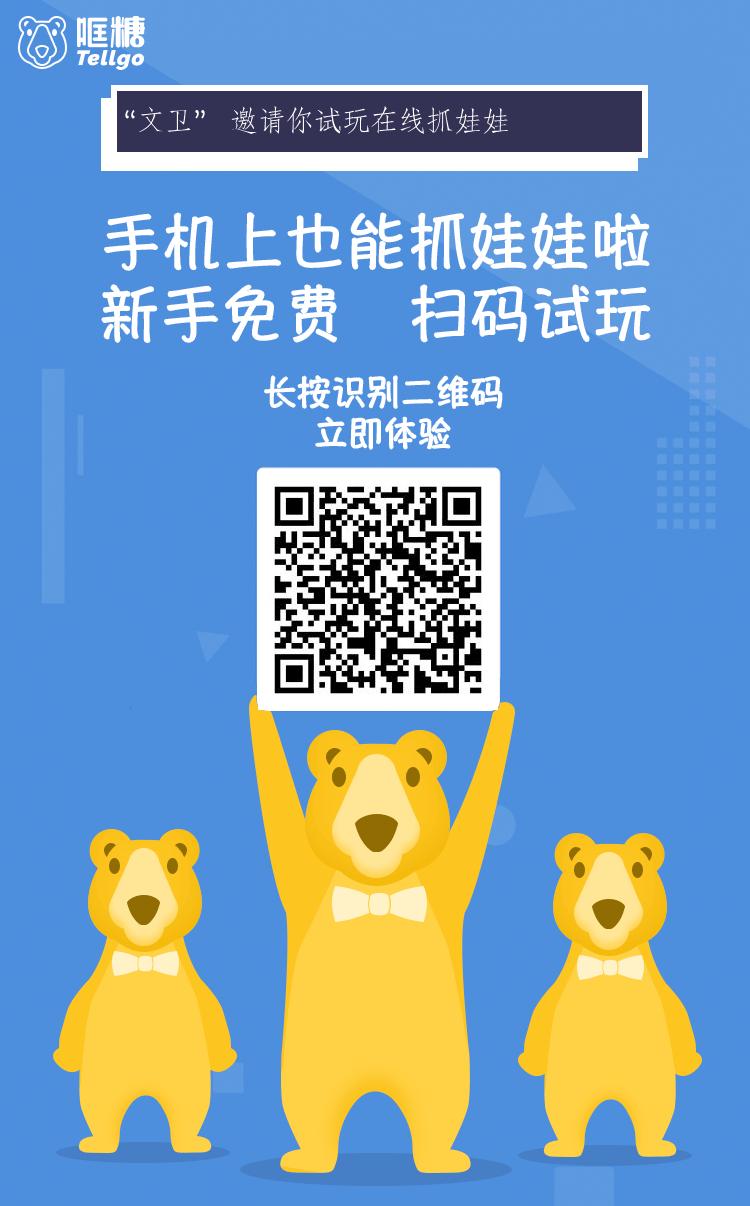 哐糖
Tellgo
“文卫” 邀请你试玩在线抓娃娃
手机上也能抓娃娃啦
新手免费 扫码试玩
长按识别二维码
立即体验